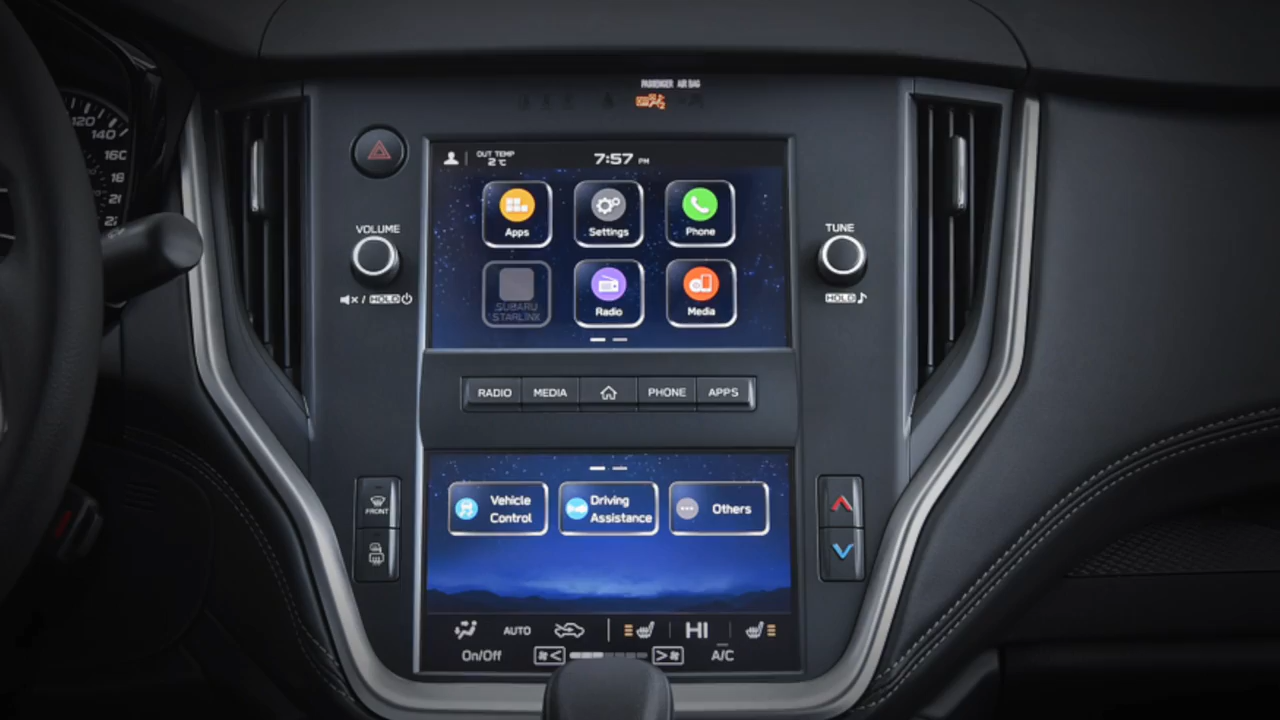 PASSENGER AIR BAG
120
140
160
18
OUT TEMP
2°C
7:57 PM
Apps
Settings
Phone
VOLUME
TUNE
SUBARU
STARLINK
Radio
Media
/ HOLD
HOLD
RADIO
MEDIA
PHONE
APPS
Vehicle
Control
Driving
Assistance
Others
FRONT
AUTO
HI
On/Off
A/C